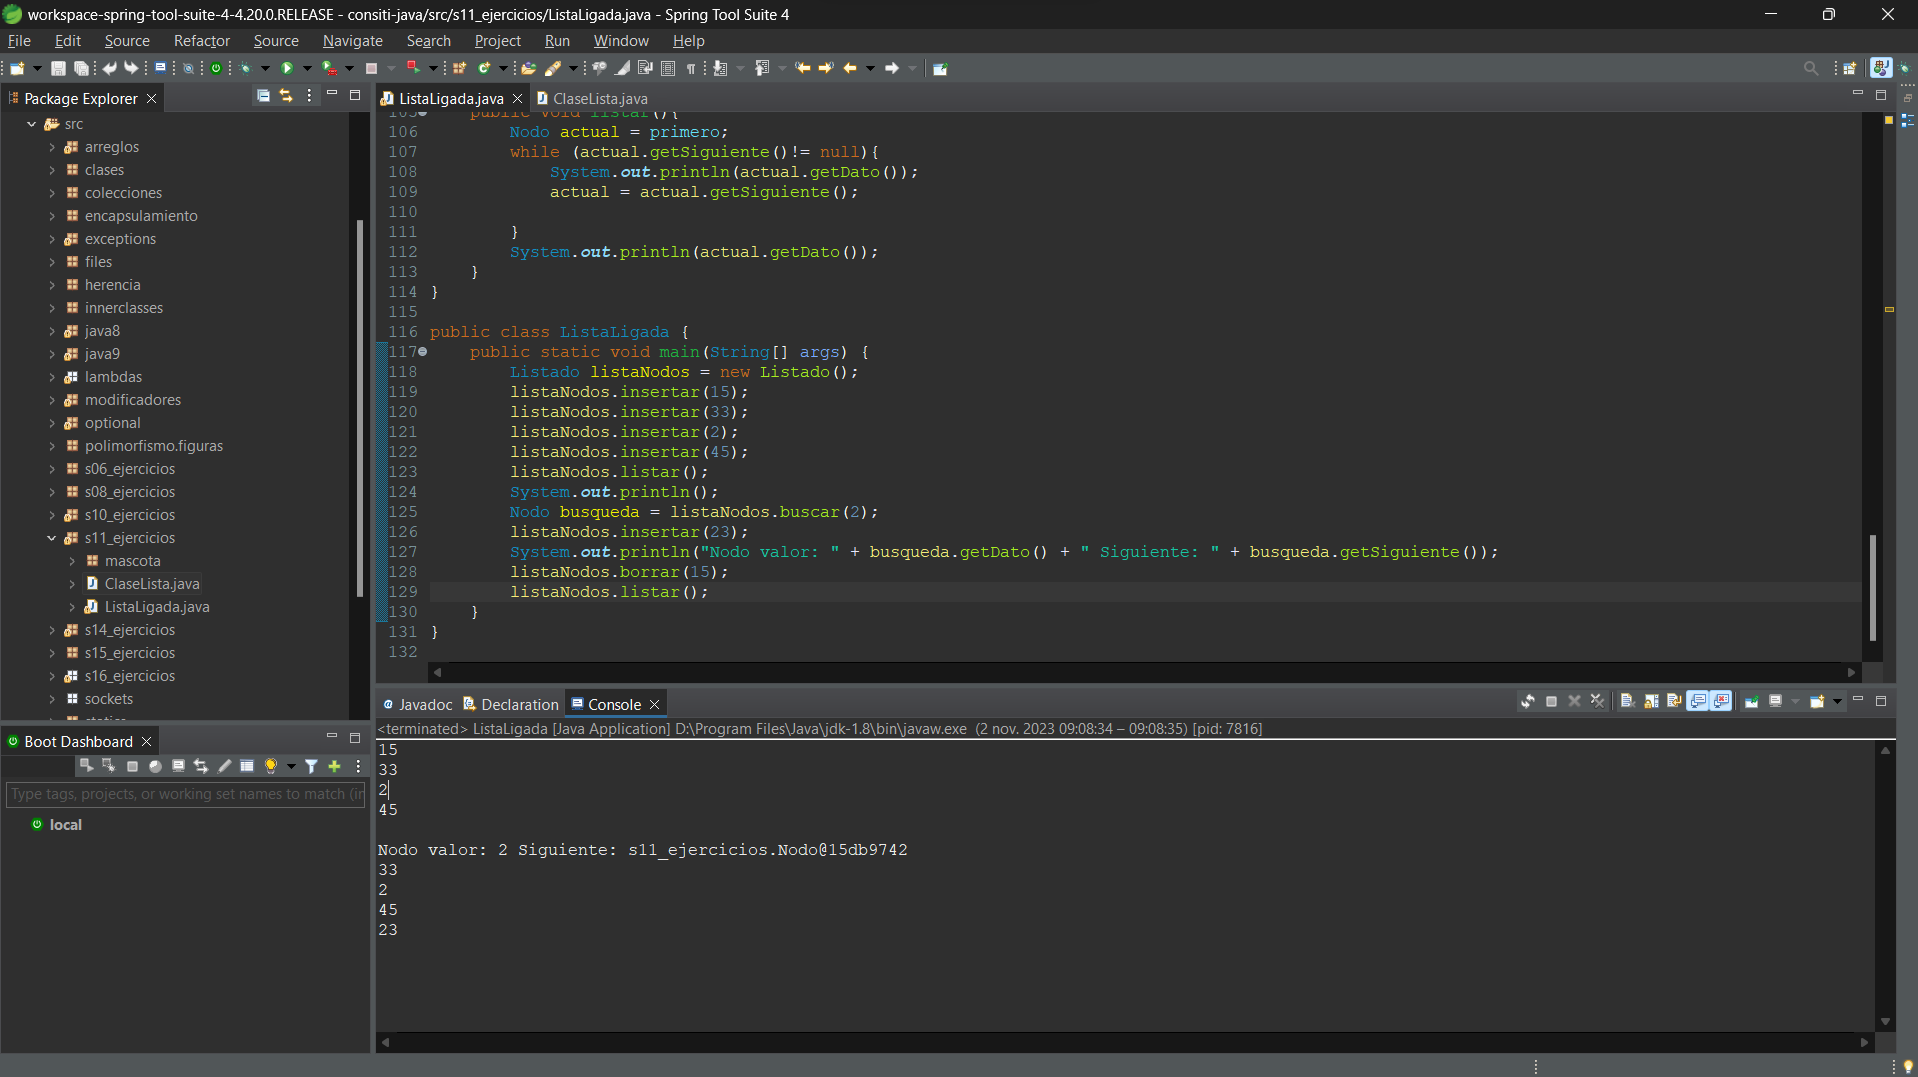 workspace-spring-tool-suite-4-4.20.0.RELEASE - consiti-java/src/s11_ejercicios/ListaLigada.java - Spring Tool Suite 4
File Edit Source Refactor Source Navigate Search Project Run Window Help
Package Explorer
src
arreglos
clases
colecciones
encapsulamiento
exceptions
files
herencia
innerclasses
java8
java9
lambdas
modificadores
optional
polimorfismo.figuras
s06_ejercicios
s08_ejercicios
s10_ejercicios
s11_ejercicios
mascota
ClaseLista.java
ListaLigada.java
s14_ejercicios
s15_ejercicios
s16_ejercicios
sockets
Boot Dashboard
Type tags, projects, or working set names to match (in
local
ListaLigada.java ClaseLista.java
105 public void listar(){
106 Nodo actual = primero;
107 while (actual.getSiguiente()!= null){
108 System.out.println(actual.getDato());
109 actual = actual.getSiguiente();
110
111 }
112 System.out.println(actual.getDato());
113 }
114 }
115
116 public class ListaLigada {
117 public static void main(String[] args) {
118 Listado listaNodos = new Listado();
119 listaNodos.insertar(15);
120 listaNodos.insertar(33);
121 listaNodos.insertar(2);
122 listaNodos.insertar(45);
123 listaNodos.listar();
124 System.out.println();
125 Nodo busqueda = listaNodos.buscar(2);
126 listaNodos.insertar(23);
127 System.out.println("Nodo valor: " + busqueda.getDato() + " Siguiente: " + busqueda.getSiguiente());
128 listaNodos.borrar(15);
129 listaNodos.listar();
130 }
131 }
132
@ Javadoc Declaration Console
<terminated> ListaLigada [Java Application] D:\Program Files\Java\jdk-1.8\bin\javaw.exe (2 nov. 2023 09:08:34 – 09:08:35) [pid: 7816]
15
33
2
45
Nodo valor: 2 Siguiente: s11_ejercicios.Nodo@15db9742
33
2
45
23